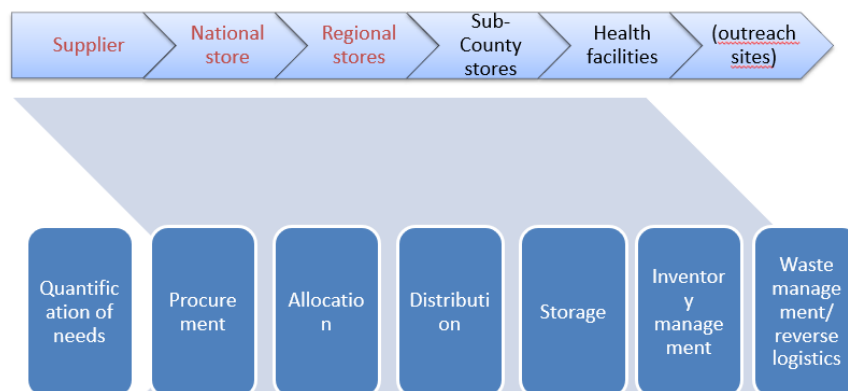 Supplier
National
store
Regional
stores
Sub-
County
stores
Health
facilities
(outreach
sites)
Quantific
ation of
needs
Procure
ment
Allocatio
n
Distributi
on
Storage
Inventor
y
manage
ment
Waste
manage
ment/
reverse
logistics